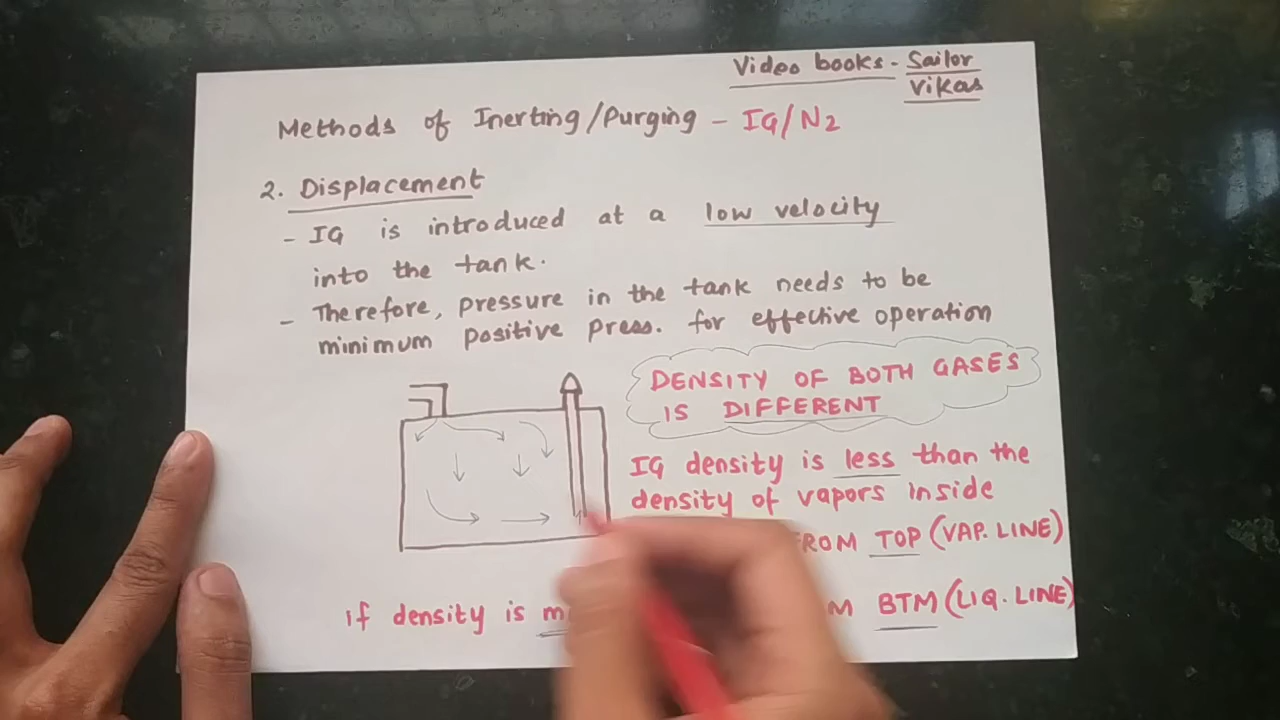 Video books - Sailor
Vikas
Methods of Inerting/Purging - IG/N2
2. Displacement
- IG is introduced at a low velocity
into the tank.
- Therefore, pressure in the tank needs to be
minimum positive press. for effective operation
DENSITY OF BOTH GASES
IS DIFFERENT
IG density is less than the
density of vapors inside
FROM TOP (VAP. LINE)
if density is BTM (LIQ. LINE)